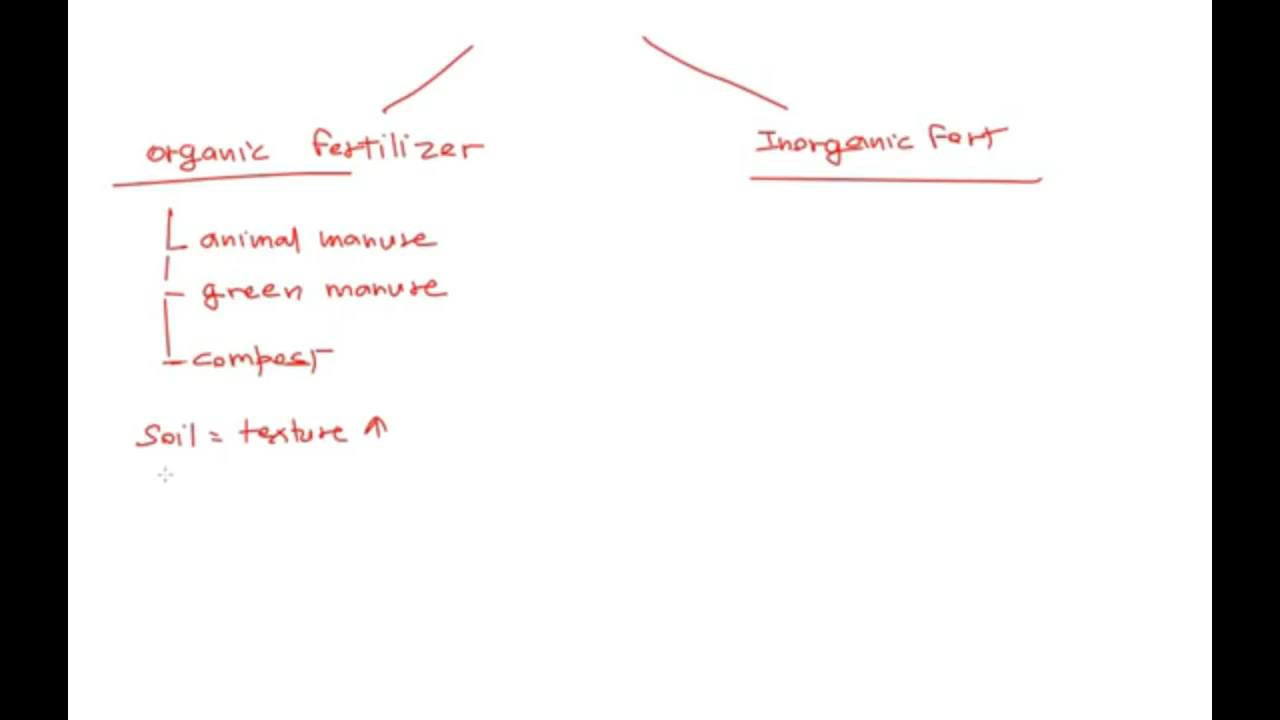 organic fertilizer
Inorganic Fert
animal manure
green manure
compost
Soil = texture ↑